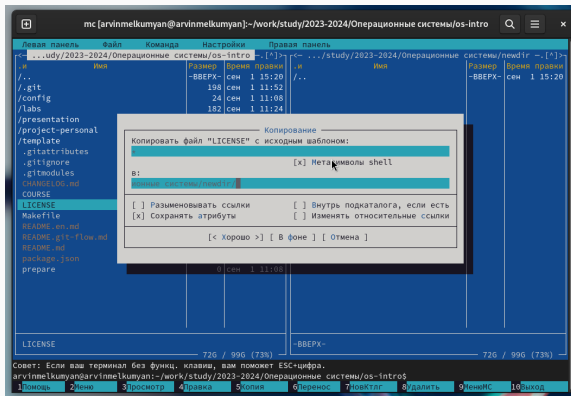 mc [arvinmelkumyan@arvinmelkumyan]:~/work/study/2023-2024/Операционные системы/os-intro
Левая панель Файл Команда Настройки Правая панель
<— ...udy/2023-2024/Операционные системы/os-intro —.[^]> <— .../study/2023-2024/Операционные системы/newdir —.[^]>
.и Имя Размер Время правки .и Имя Размер Время правки
/.. -ВВЕРХ- сен 1 15:20 /.. -ВВЕРХ- сен 1 15:20
/.git 198 сен 1 11:52
/config 24 сен 1 11:08
/labs 182 сен 1 11:24
/presentation
/project-personal
/template
.gitattributes
.gitignore
.gitmodules
CHANGELOG.md
COURSE
LICENSE
Makefile
README.en.md
README.git-flow.md
README.md
package.json
prepare 0 сен 1 11:08
Копирование
Копировать файл "LICENSE" с исходным шаблоном:
*
[x] Метасимволы shell
в:
ионные системы/newdir/
[ ] Разыменовывать ссылки [ ] Внутрь подкаталога, если есть
[x] Сохранять атрибуты [ ] Изменять относительные ссылки
[< Хорошо >] [ В фоне ] [ Отмена ]
LICENSE -ВВЕРХ-
72G / 99G (73%) 72G / 99G (73%)
Совет: Если ваш терминал без функц. клавиш, вам поможет ESC+цифра.
arvinmelkumyan@arvinmelkumyan:~/work/study/2023-2024/Операционные системы/os-intro$
1Помощь 2Меню 3Просмотр 4Правка 5Копия 6Перенос 7НовКтлг 8Удалить 9МенюMC 10Выход